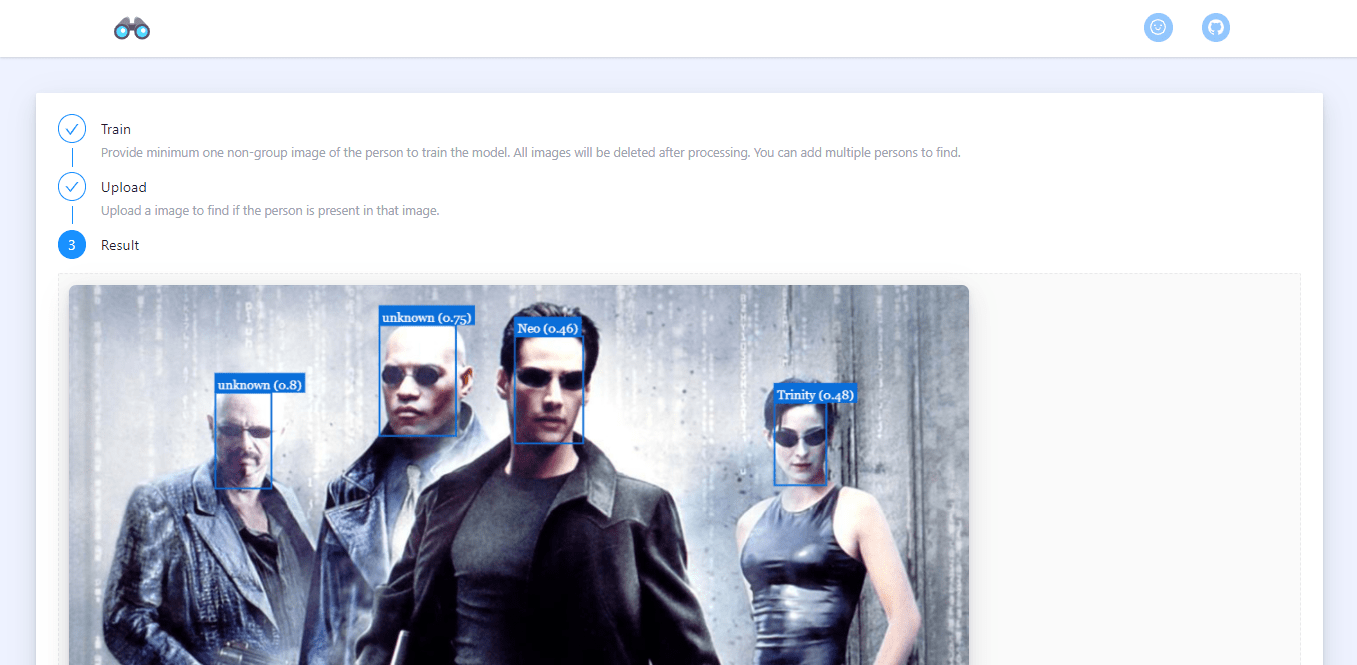 Train
Provide minimum one non-group image of the person to train the model. All images will be deleted after processing. You can add multiple persons to find.
Upload
Upload a image to find if the person is present in that image.
3
Result
unknown (0.75)
Neo (0.46)
unknown (0.8)
Trinity (0.48)